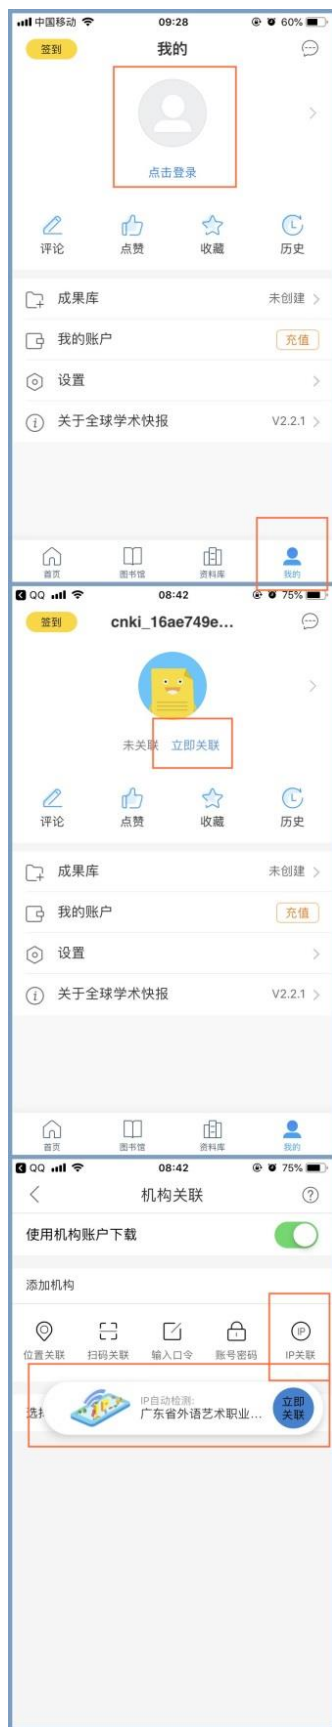 中国移动 09:28 60%
签到 我的
点击登录
评论 点赞 收藏 历史
成果库 未创建
我的账户 充值
设置
关于全球学术快报 V2.2.1
首页 图书馆 资料库 我的
QQ 08:42 75%
签到 cnki_16ae749e...
未关联 立即关联
评论 点赞 收藏 历史
成果库 未创建
我的账户 充值
设置
关于全球学术快报 V2.2.1
首页 图书馆 资料库 我的
QQ 08:42 75%
机构关联
使用机构账户下载
添加机构
IP
位置关联 扫码关联 输入口令 账号密码 IP关联
IP自动检测:
选择 广东省外语艺术职业... 立即
关联